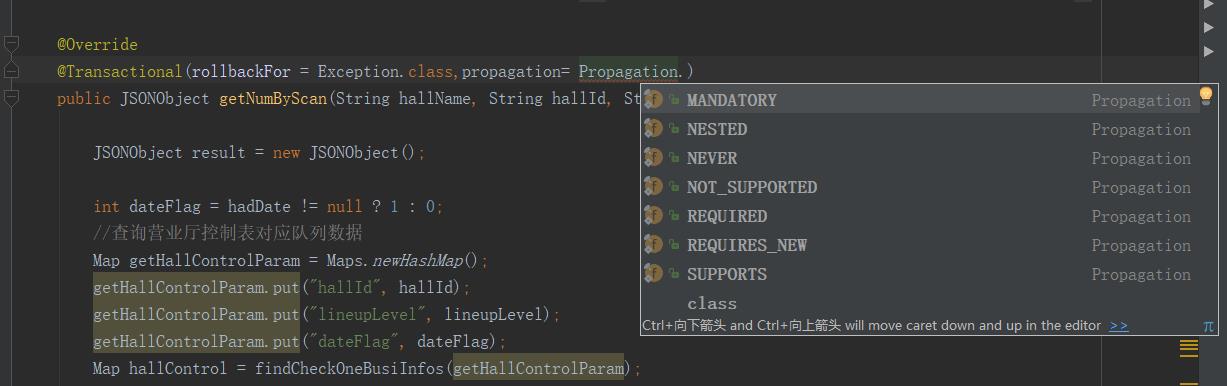 @Override
@Transactional(rollbackFor = Exception.class,propagation= Propagation.)
public JSONObject getNumByScan(String hallName, String hallId, St
MANDATORY Propagation
NESTED Propagation
NEVER Propagation
NOT_SUPPORTED Propagation
REQUIRED Propagation
REQUIRES_NEW Propagation
SUPPORTS Propagation
class
Ctrl+向下箭头 and Ctrl+向上箭头 will move caret down and up in the editor >> π
JSONObject result = new JSONObject();
int dateFlag = hadDate != null ? 1 : 0;
//查询营业厅控制表对应队列数据
Map getHallControlParam = Maps.newHashMap();
getHallControlParam.put("hallId", hallId);
getHallControlParam.put("lineupLevel", lineupLevel);
getHallControlParam.put("dateFlag", dateFlag);
Map hallControl = findCheckOneBusiInfos(getHallControlParam);